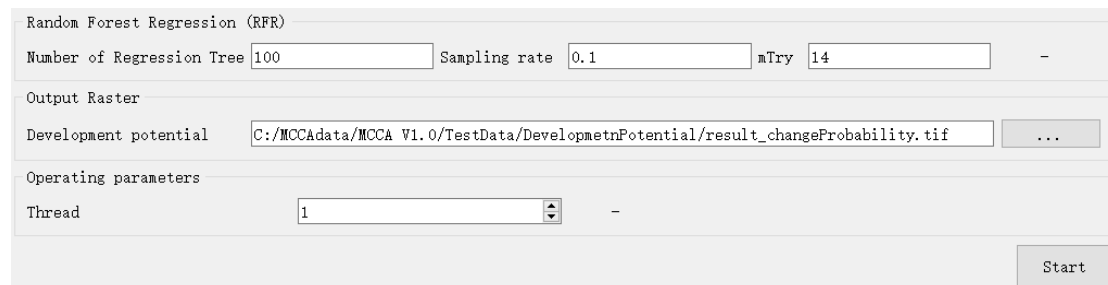 Random Forest Regression (RFR)
Number of Regression Tree 100 Sampling rate 0.1 mTry 14 -
Output Raster
Development potential C:/MCCAdata/MCCA V1.0/TestData/DevelopmetnPotential/result_changeProbability.tif ...
Operating parameters
Thread 1 -
Start